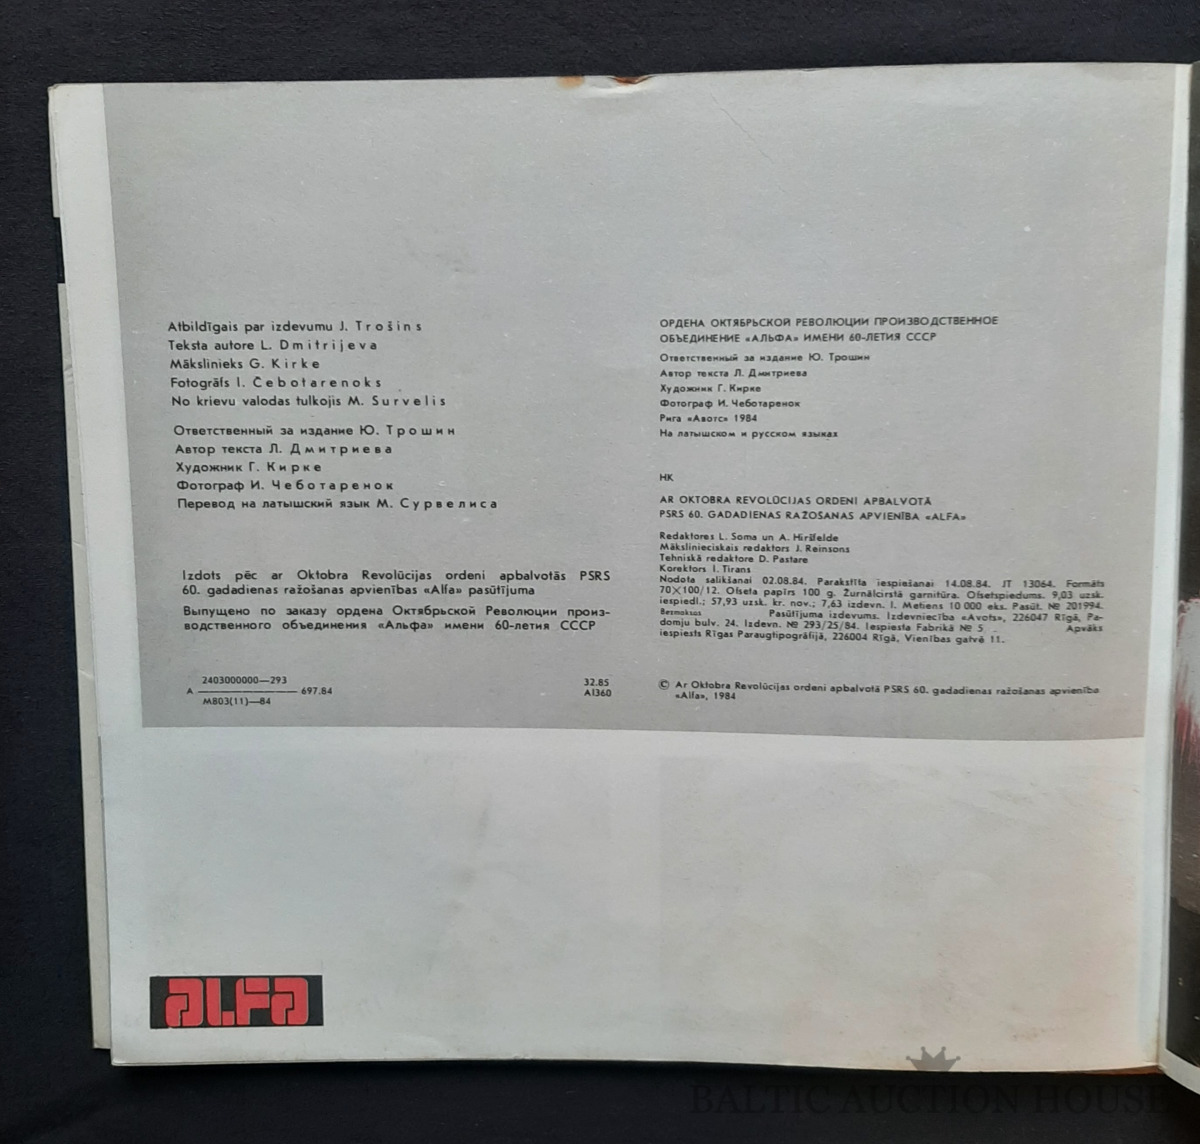 Atbildīgais par izdevumu J. Trošins
Teksta autore L. Dmitrijeva
Mākslinieks G. Kirke
Fotogrāfs I. Čebotarenoks
No krievu valodas tulkojis M. Survelis
Ответственный за издание Ю. Трошин
Автор текста Л. Дмитриева
Художник Г. Кирке
Фотограф И. Чеботаренок
Перевод на латышский язык М. Сурвелиса
Izdots pēc ar Oktobra Revolūcijas ordeni apbalvotās PSRS
60. gadadienas ražošanas apvienības «Alfa» pasūtījuma
Выпущено по заказу ордена Октябрьской Революции произ-
водственного объединения «Альфа» имени 60-летия СССР
2403000000—293
А ———— 697.84
M803(11)—84
32.85
AI360
ОРДЕНА ОКТЯБРЬСКОЙ РЕВОЛЮЦИИ ПРОИЗВОДСТВЕННОЕ
ОБЪЕДИНЕНИЕ «АЛЬФА» ИМЕНИ 60-ЛЕТИЯ СССР
Ответственный за издание Ю. Трошин
Автор текста Л. Дмитриева
Художник Г. Кирке
Фотограф И. Чеботаренок
Рига «Авотс» 1984
На латышском и русском языках
НК
AR OKTOBRA REVOLŪCIJAS ORDENI APBALVOTĀ
PSRS 60. GADADIENAS RAŽOŠANAS APVIENĪBA «ALFA»
Redaktores L. Soma un A. Hiršfelde
Mākslinieciskais redaktors J. Reinsons
Tehniskā redaktore D. Pastare
Korektors I. Tirans
Nodota salikšanai 02.08.84. Parakstīta iespiešanai 14.08.84. JT 13064. Formāts
70×100/12. Ofseta papīrs 100 g. Žurnālcirstā garnitūra. Ofsetspiedums. 9,03 uzsk.
iespiedl.; 57,93 uzsk. kr. nov.; 7,63 izdevn. l. Metiens 10 000 eks. Pasūt. № 201994.
Bezmaksas Pasūtījuma izdevums. Izdevniecība «Avots», 226047 Rīgā, Pa-
domju bulv. 24. Izdevn. № 293/25/84. Iespiesta Fabrikā № 5 . Apvāks
iespiests Rīgas Paraugtipogrāfijā, 226004 Rīgā, Vienības gatvē 11.
© Ar Oktobra Revolūcijas ordeni apbalvotā PSRS 60. gadadienas ražošanas apvienība
«Alfa», 1984
alfa
BALTIC AUCTION HOUSE